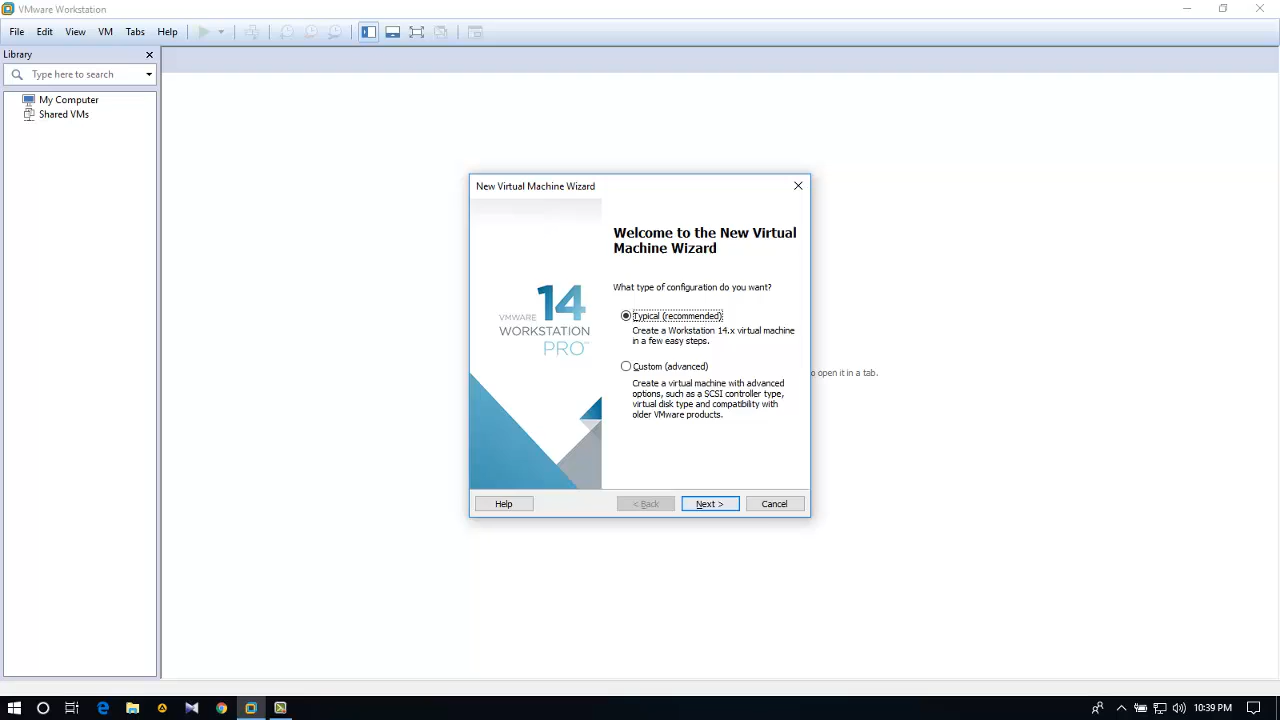 VMware Workstation
File Edit View VM Tabs Help
Library
Type here to search
My Computer
Shared VMs
New Virtual Machine Wizard
Welcome to the New Virtual
Machine Wizard
What type of configuration do you want?
Typical (recommended)
Create a Workstation 14.x virtual machine
in a few easy steps.
Custom (advanced)
Create a virtual machine with advanced
options, such as a SCSI controller type,
virtual disk type and compatibility with
older VMware products.
14
VMWARE
WORKSTATION
PRO™
o open it in a tab.
Help < Back Next > Cancel
10:39 PM